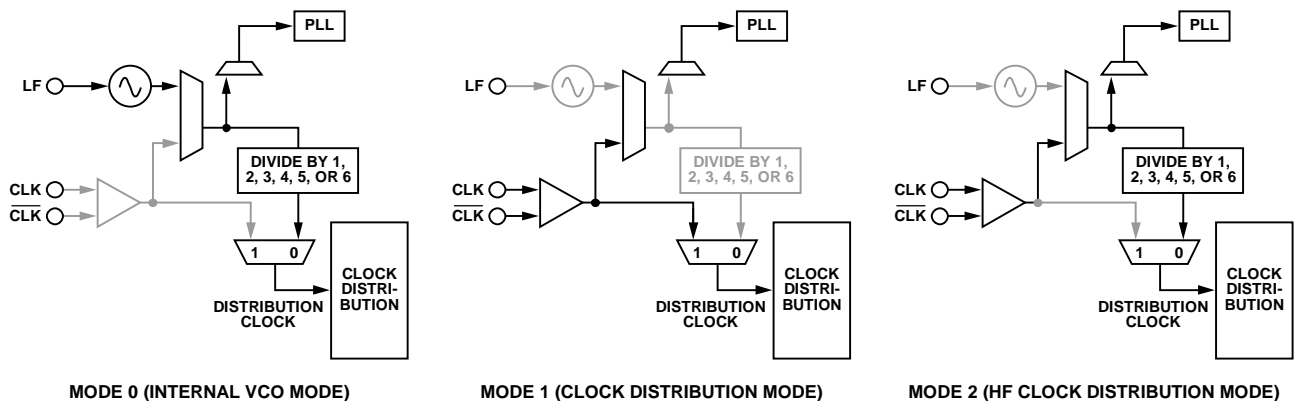 PLL
LF
DIVIDE BY 1,
2, 3, 4, 5, OR 6
CLK
CLK
1 0
CLOCK
DISTRI-
BUTION
DISTRIBUTION
CLOCK
MODE 0 (INTERNAL VCO MODE)
PLL
LF
DIVIDE BY 1,
2, 3, 4, 5, OR 6
CLK
CLK
1 0
CLOCK
DISTRI-
BUTION
DISTRIBUTION
CLOCK
MODE 1 (CLOCK DISTRIBUTION MODE)
PLL
LF
DIVIDE BY 1,
2, 3, 4, 5, OR 6
CLK
CLK
1 0
CLOCK
DISTRI-
BUTION
DISTRIBUTION
CLOCK
MODE 2 (HF CLOCK DISTRIBUTION MODE)